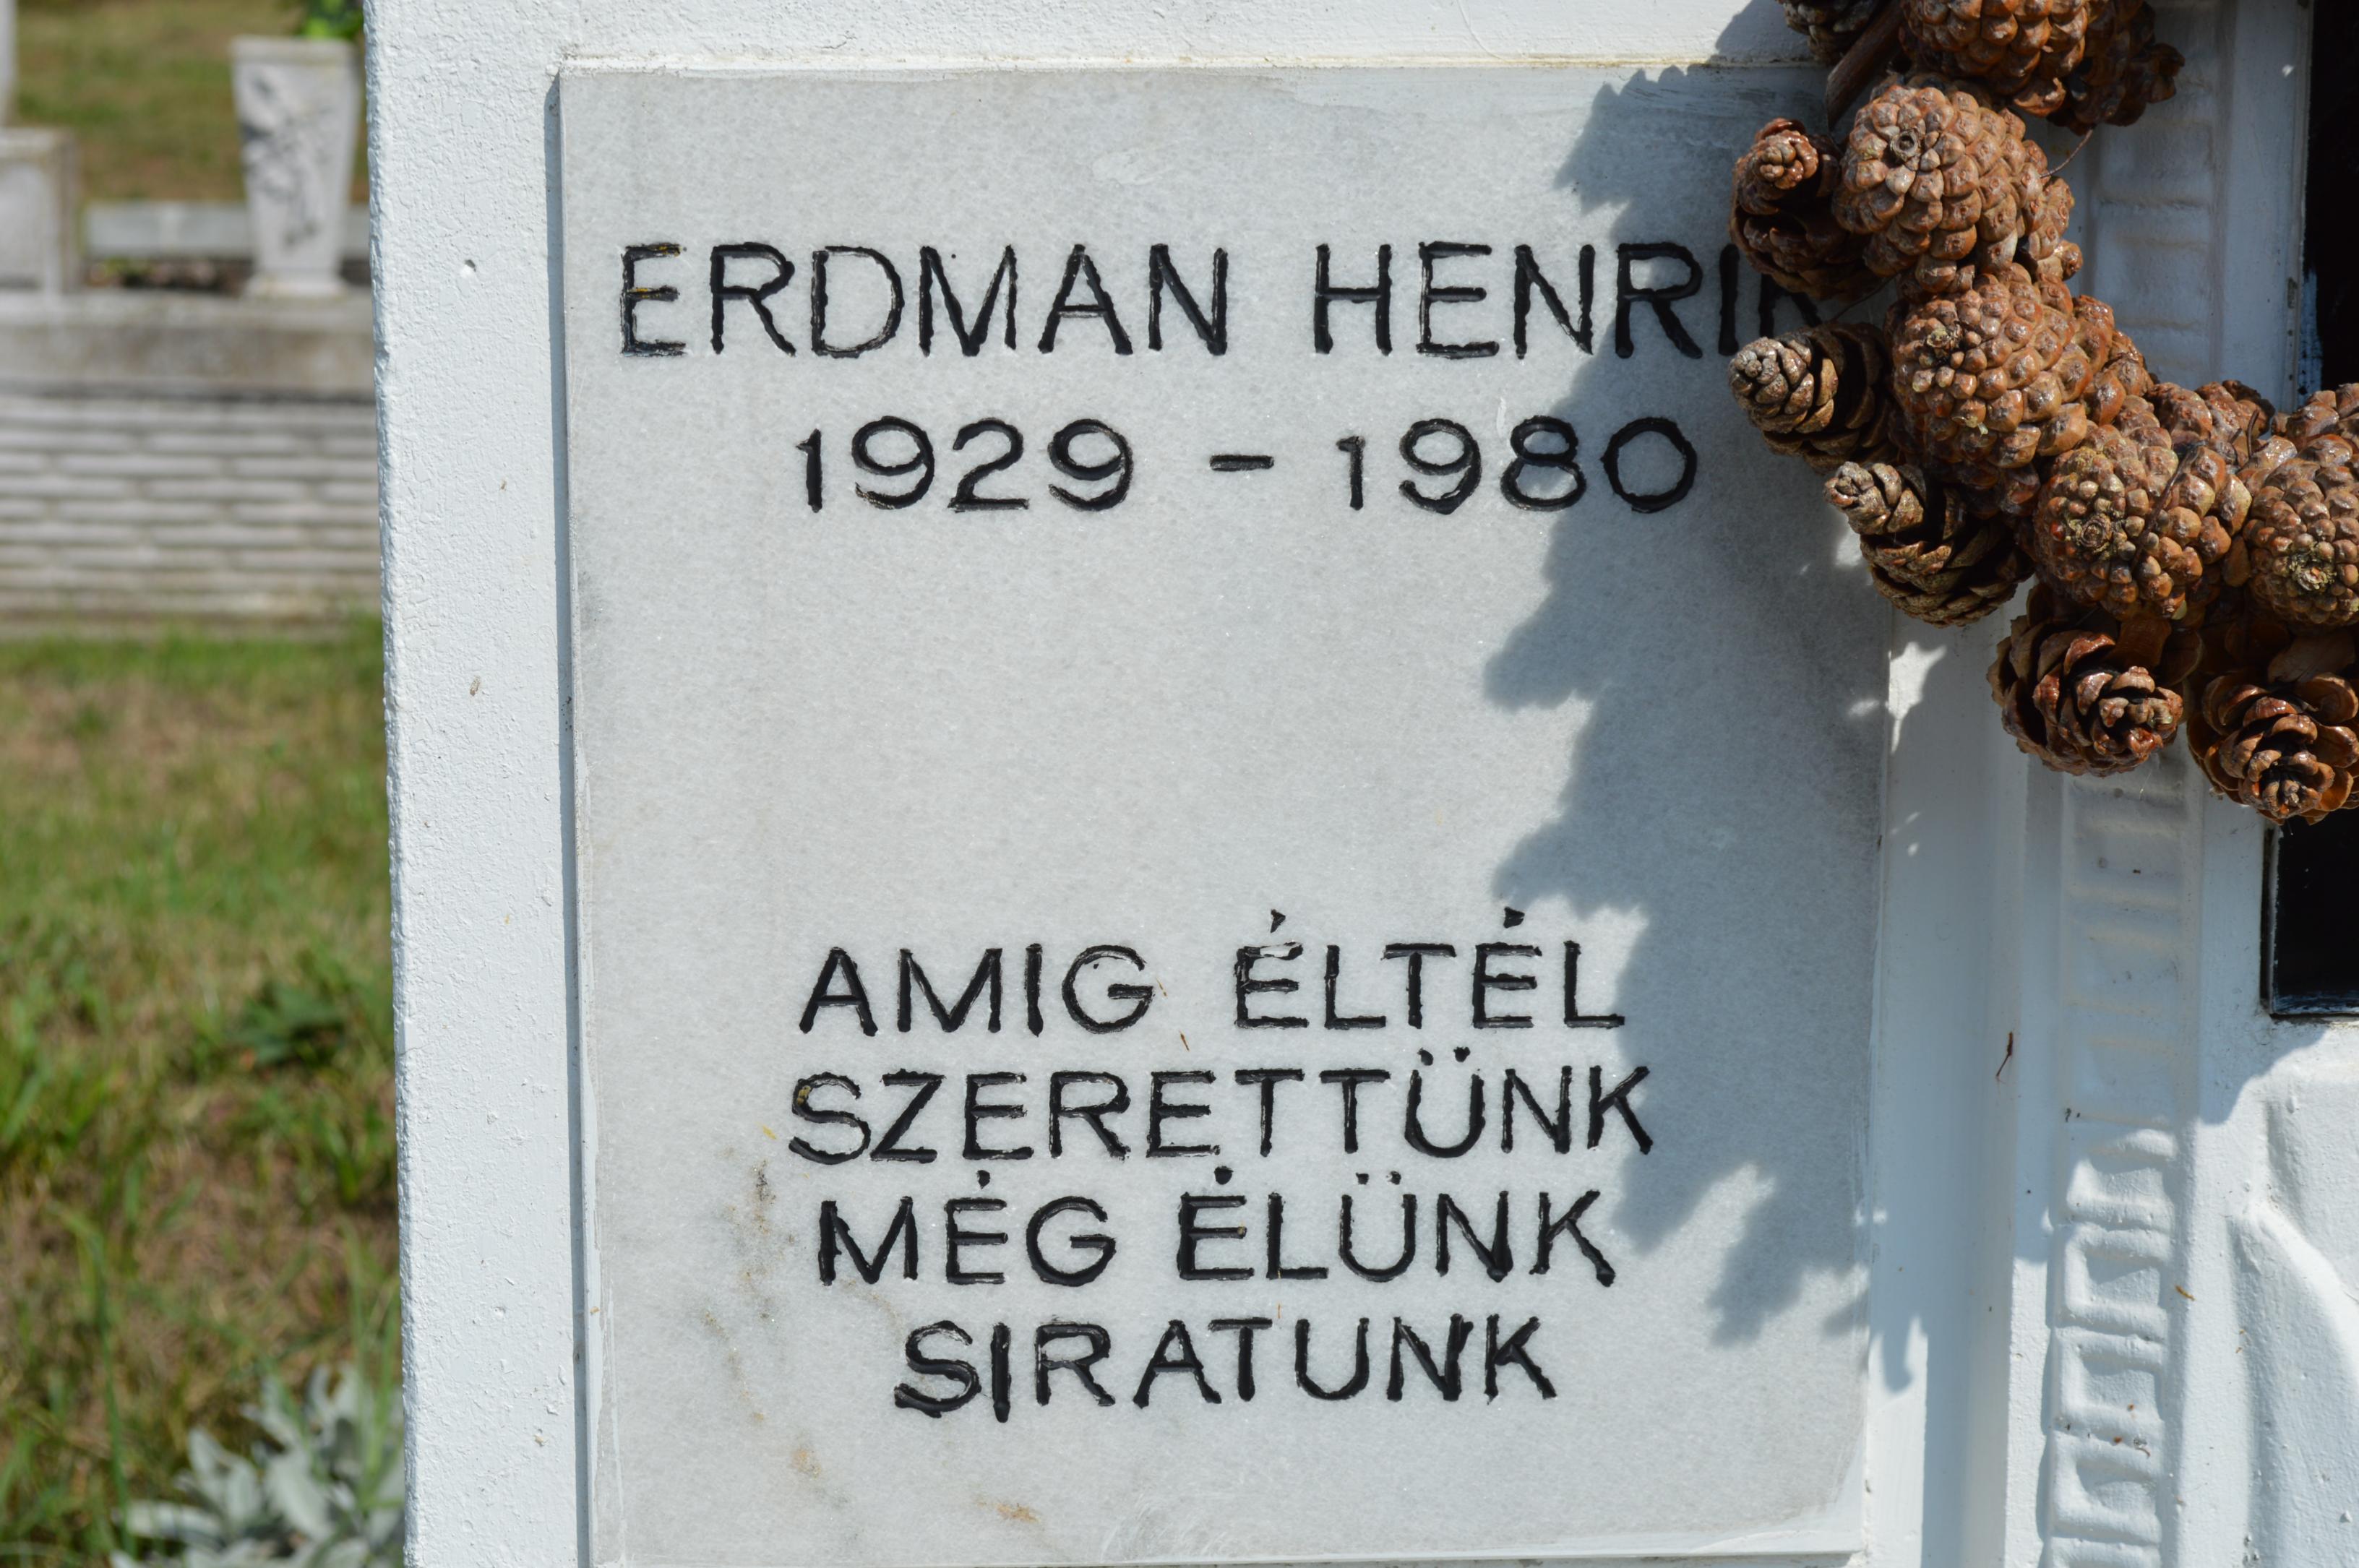 ERDMAN HENRIK
1929 - 1980
AMIG ÉLTÉL
SZERETTÜNK
MÉG ÉLÜNK
SIRATUNK